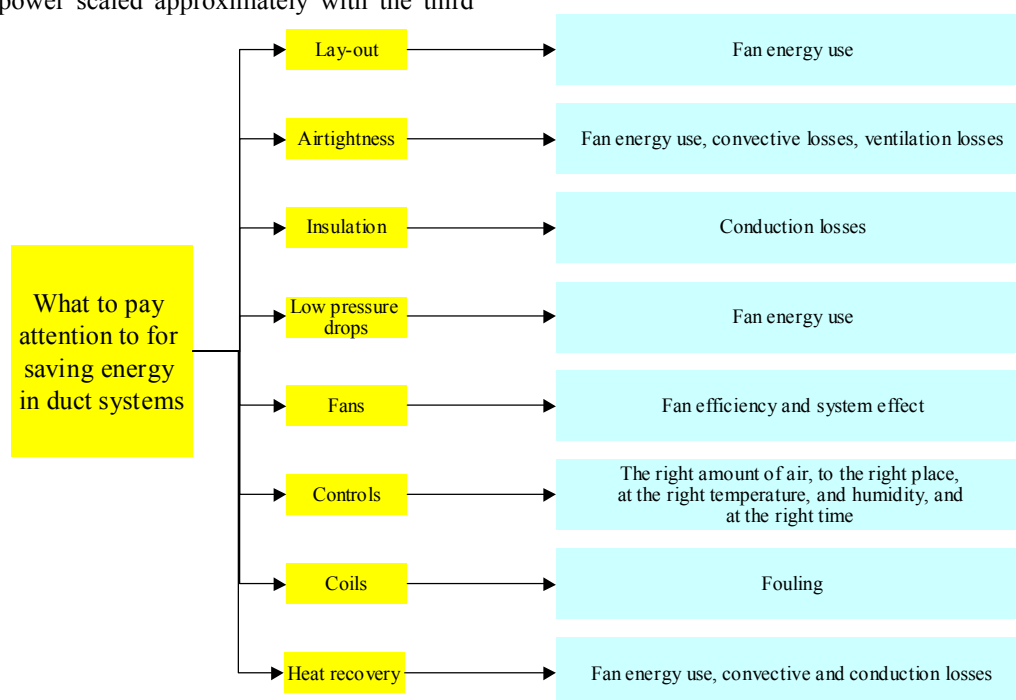 power scaled approximately with the third
Lay-out
Fan energy use
Airtightness
Fan energy use, convective losses, ventilation losses
Insulation
Conduction losses
What to pay
attention to for
saving energy
in duct systems
Low pressure
drops
Fan energy use
Fans
Fan efficiency and system effect
Controls
The right amount of air, to the right place,
at the right temperature, and humidity, and
at the right time
Coils
Fouling
Heat recovery
Fan energy use, convective and conduction losses